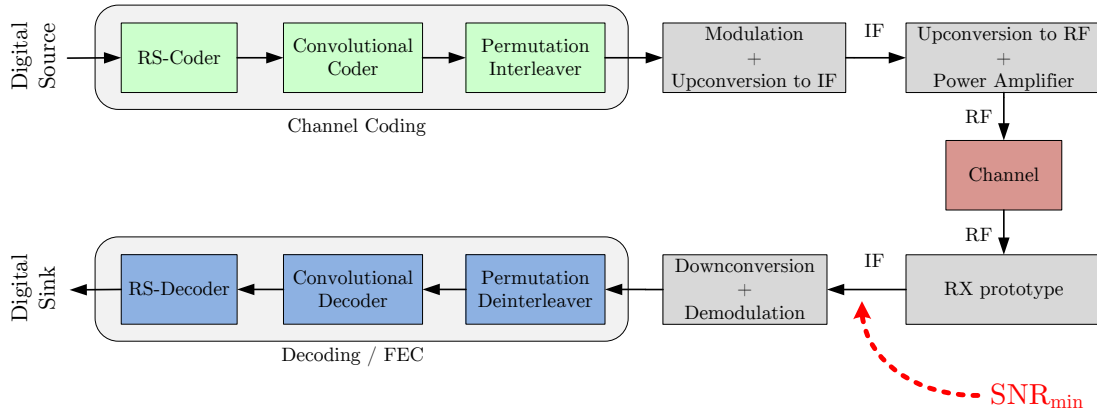 Digital
Source
RS-Coder
Convolutional
Coder
Permutation
Interleaver
Channel Coding
Modulation
+
Upconversion to IF
IF
Upconversion to RF
+
Power Amplifier
RF
Channel
RF
RX prototype
IF
SNRmin
Downconversion
+
Demodulation
Permutation
Deinterleaver
Convolutional
Decoder
RS-Decoder
Decoding / FEC
Digital
Sink